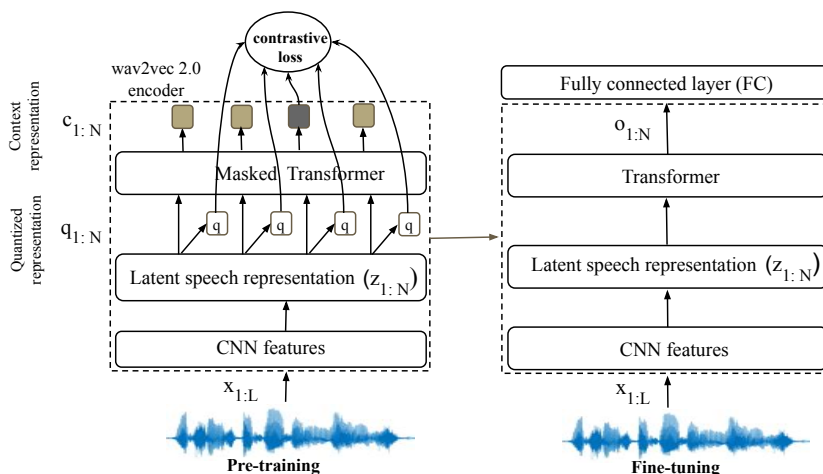 contrastive
loss
wav2vec 2.0
encoder
Context
representation
c1: N
Masked Transformer
Quantized
representation
q1: N
q
q
q
q
Latent speech representation (z1: N)
CNN features
x1:L
Pre-training
Fully connected layer (FC)
o1:N
Transformer
Latent speech representation (z1: N)
CNN features
x1:L
Fine-tuning